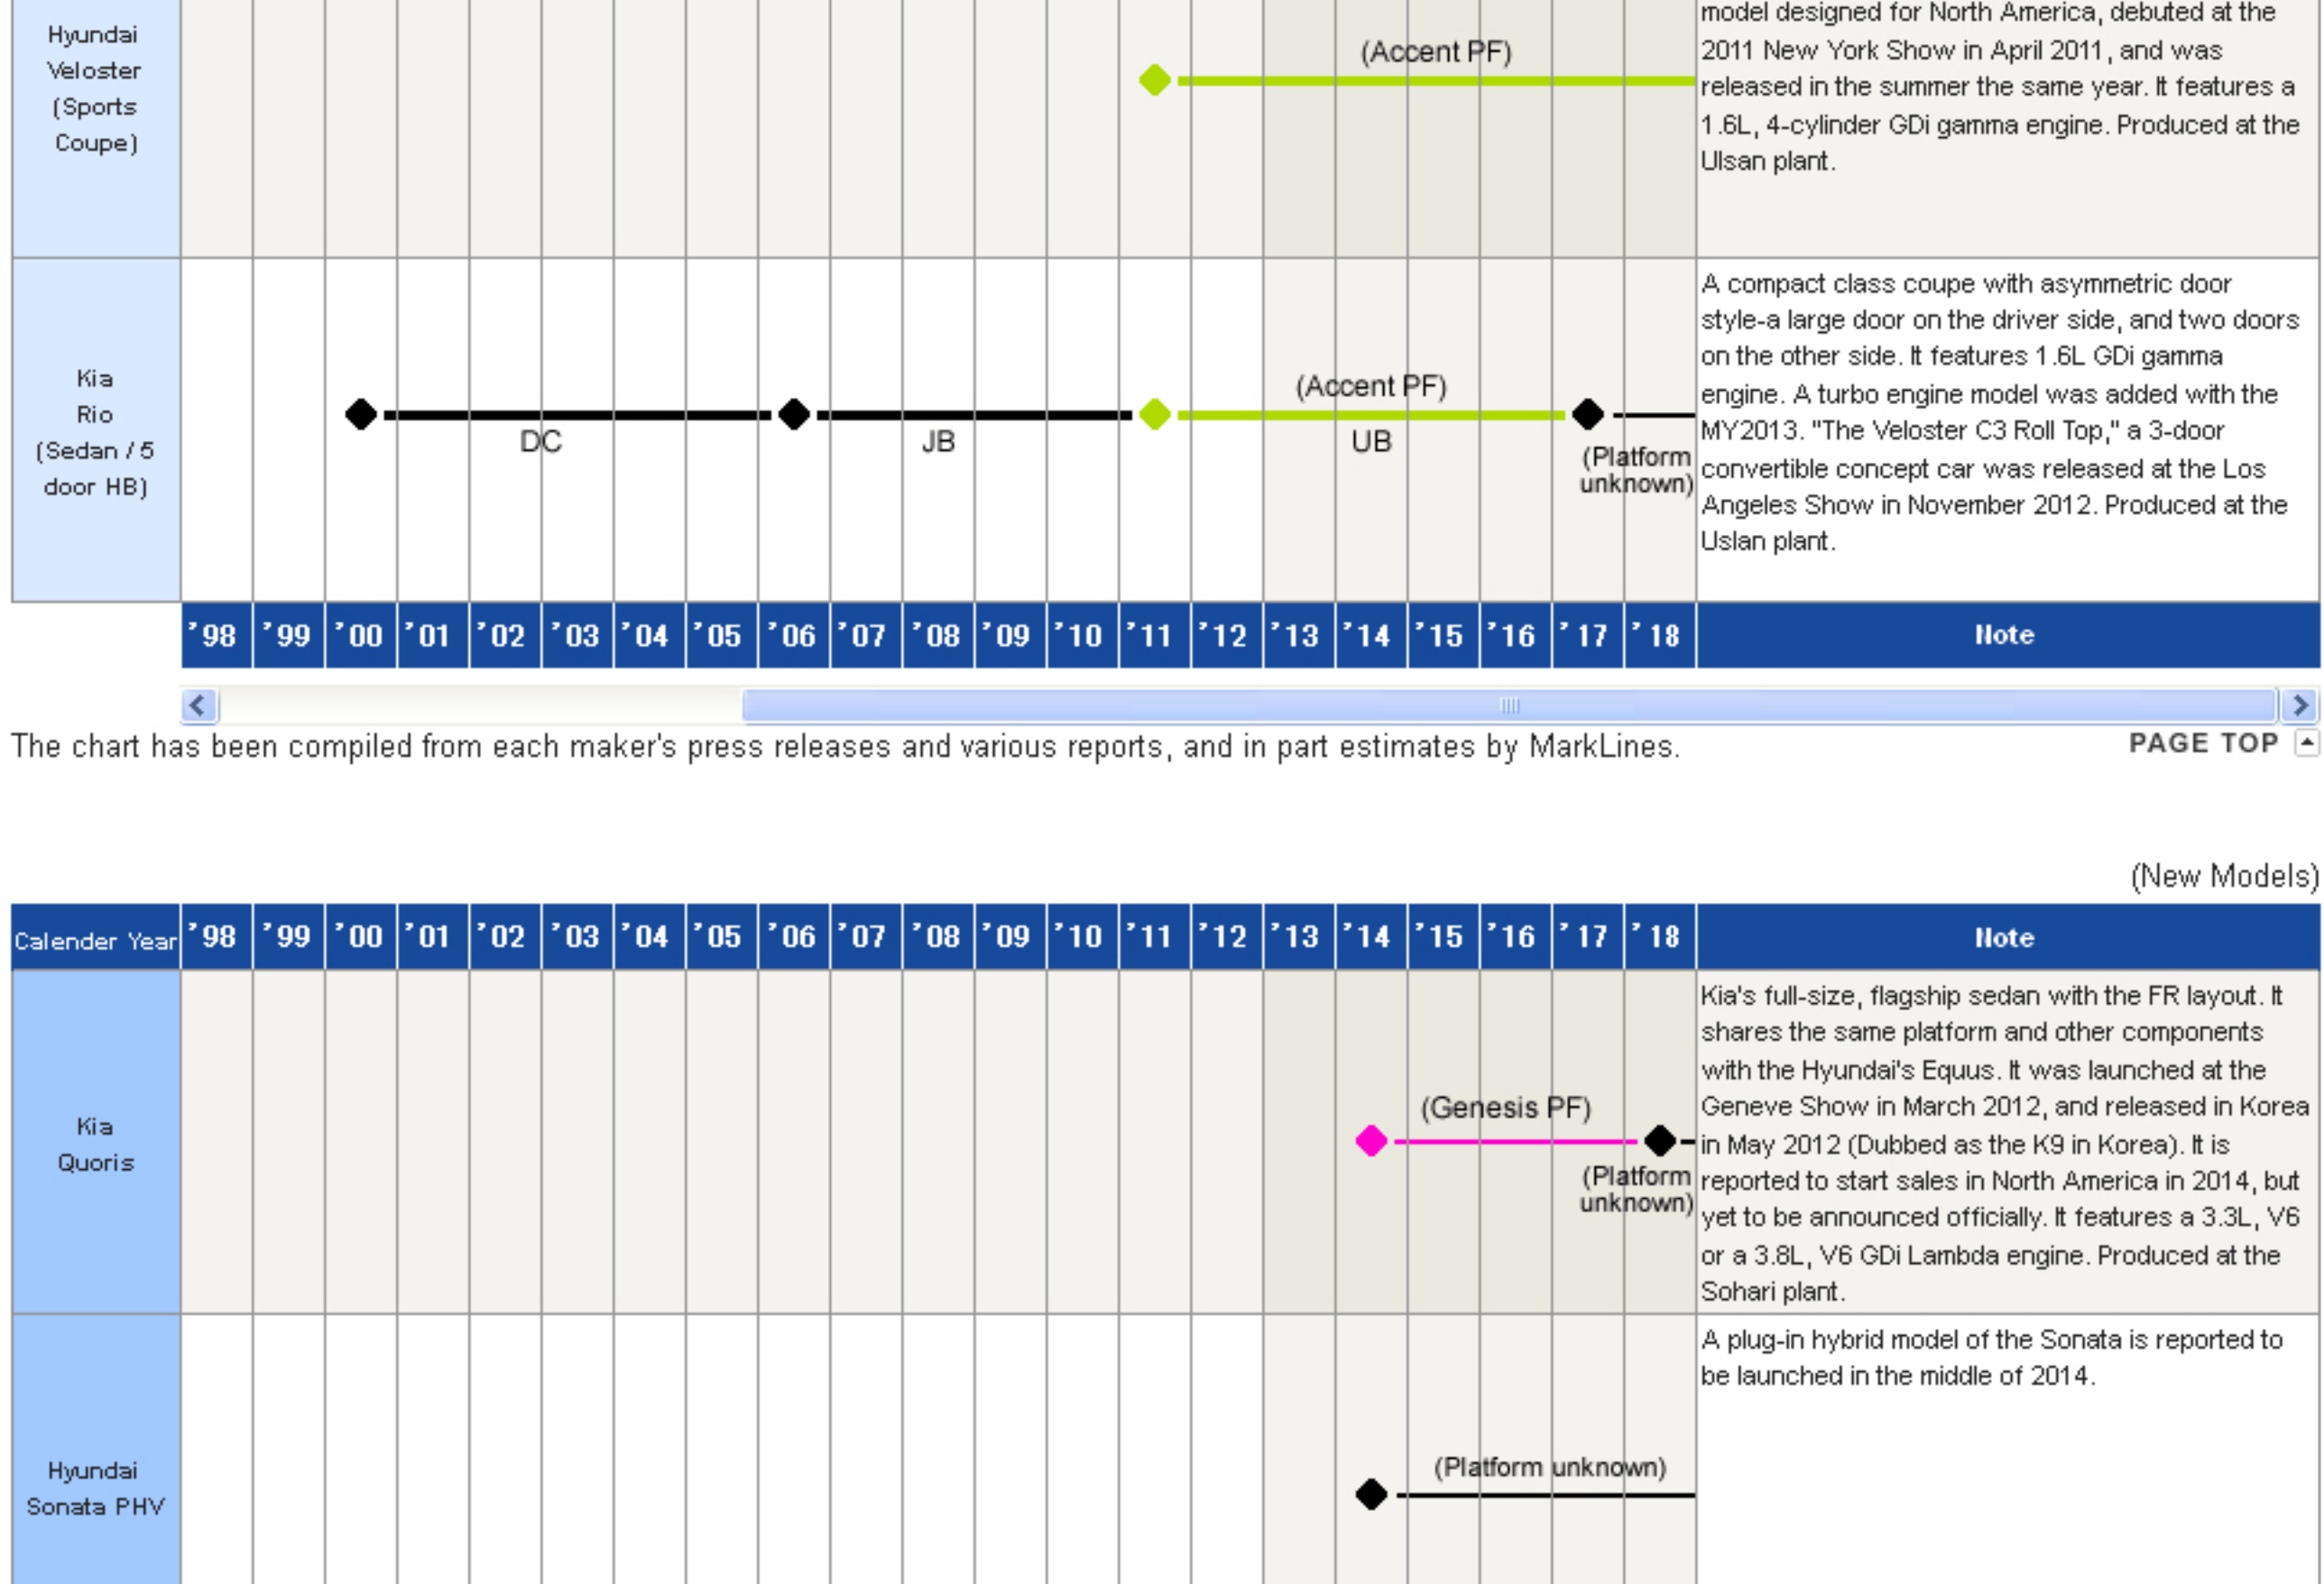 Hyundai
Veloster
(Sports
Coupe)
(Accent PF)
model designed for North America, debuted at the
2011 New York Show in April 2011, and was
released in the summer the same year. It features a
1.6L, 4-cylinder GDi gamma engine. Produced at the
Ulsan plant.
Kia
Rio
(Sedan / 5
door HB)
DC
JB
(Accent PF)
UB
(Platform
unknown)
A compact class coupe with asymmetric door
style-a large door on the driver side, and two doors
on the other side. It features 1.6L GDi gamma
engine. A turbo engine model was added with the
MY2013. "The Veloster C3 Roll Top," a 3-door
convertible concept car was released at the Los
Angeles Show in November 2012. Produced at the
Uslan plant.
'98 '99 '00 '01 '02 '03 '04 '05 '06 '07 '08 '09 '10 '11 '12 '13 '14 '15 '16 '17 '18 Note
The chart has been compiled from each maker's press releases and various reports, and in part estimates by MarkLines.
PAGE TOP
(New Models)
Calender Year '98 '99 '00 '01 '02 '03 '04 '05 '06 '07 '08 '09 '10 '11 '12 '13 '14 '15 '16 '17 '18 Note
Kia
Quoris
(Genesis PF)
(Platform
unknown)
Kia's full-size, flagship sedan with the FR layout. It
shares the same platform and other components
with the Hyundai's Equus. It was launched at the
Geneve Show in March 2012, and released in Korea
in May 2012 (Dubbed as the K9 in Korea). It is
reported to start sales in North America in 2014, but
yet to be announced officially. It features a 3.3L, V6
or a 3.8L, V6 GDi Lambda engine. Produced at the
Sohari plant.
Hyundai
Sonata PHV
(Platform unknown)
A plug-in hybrid model of the Sonata is reported to
be launched in the middle of 2014.